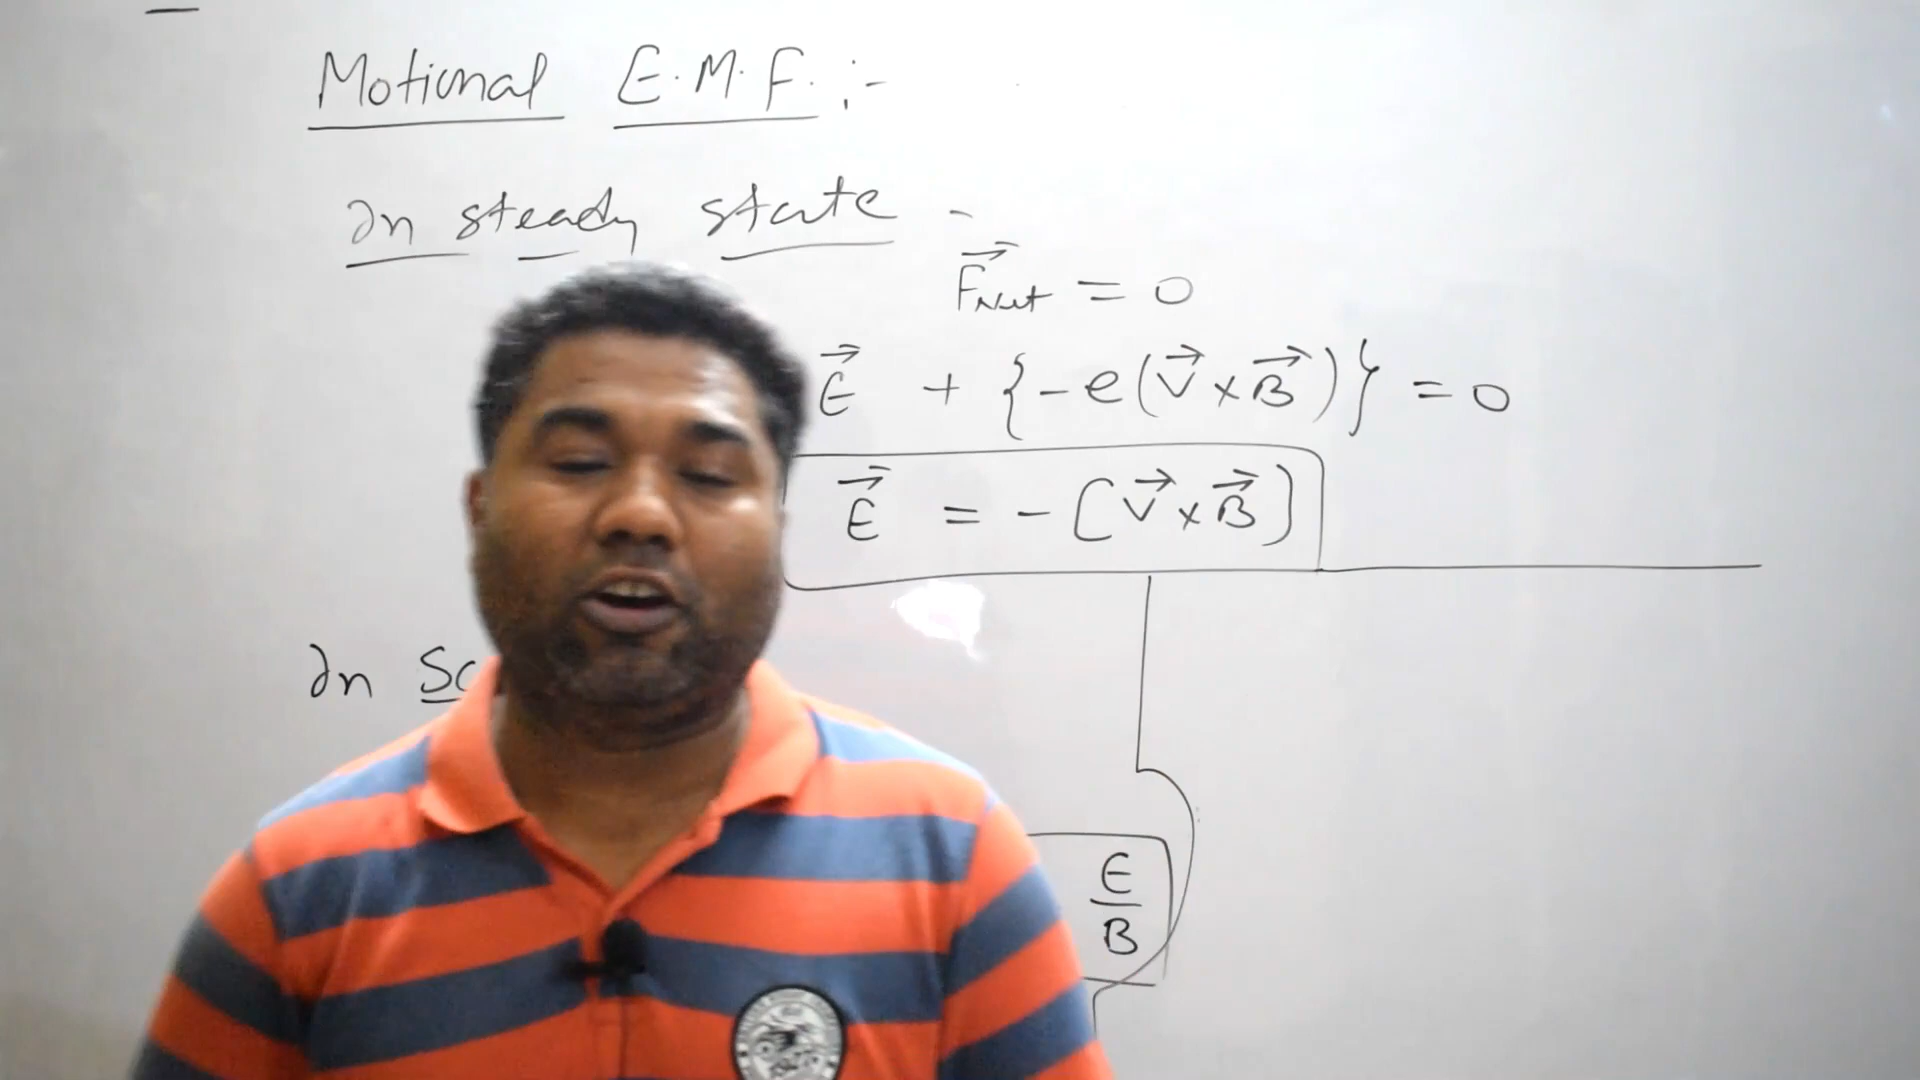 Motional E.M.F. :-
In steady state -
F⃗Net = 0
E⃗ + {-e(V⃗×B⃗)} = 0
E⃗ = - [V⃗×B⃗]
In
E/B